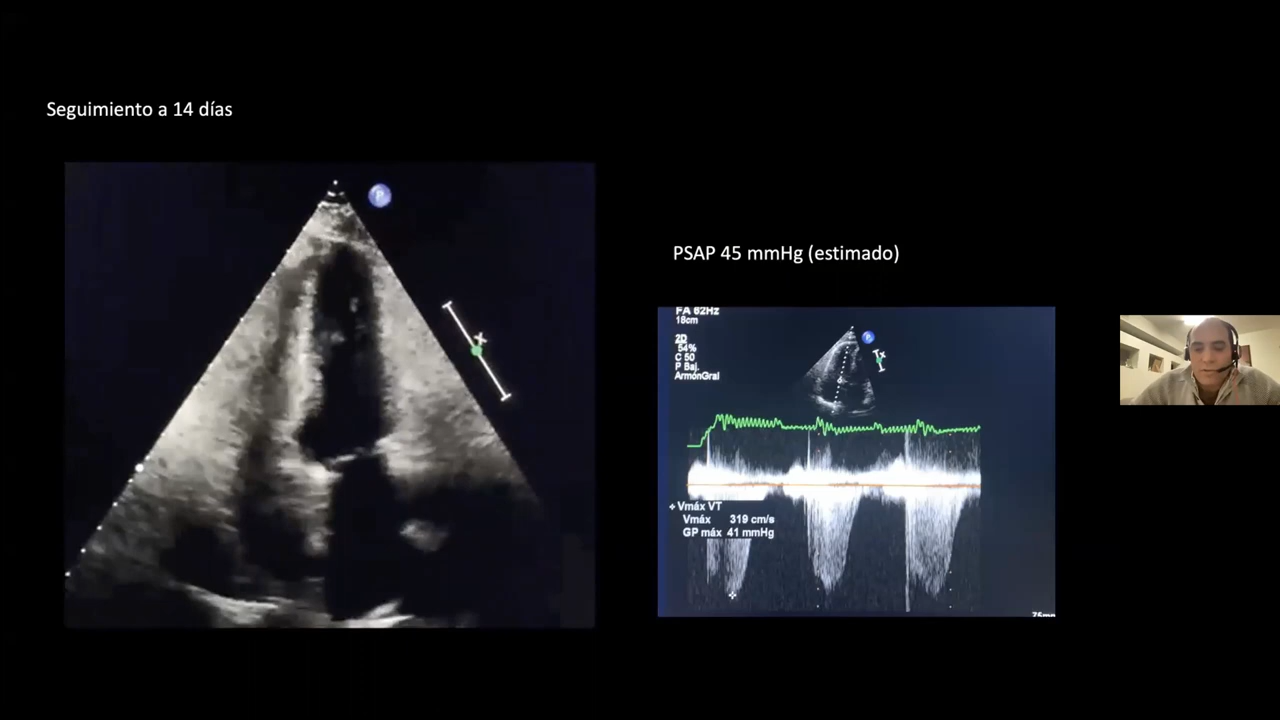 Seguimiento a 14 días
P
PSAP 45 mmHg (estimado)
FA 62Hz
18cm
2D
54%
C 50
P Baj.
ArmónGral
Vmáx VT
Vmáx 319 cm/s
GP máx 41 mmHg